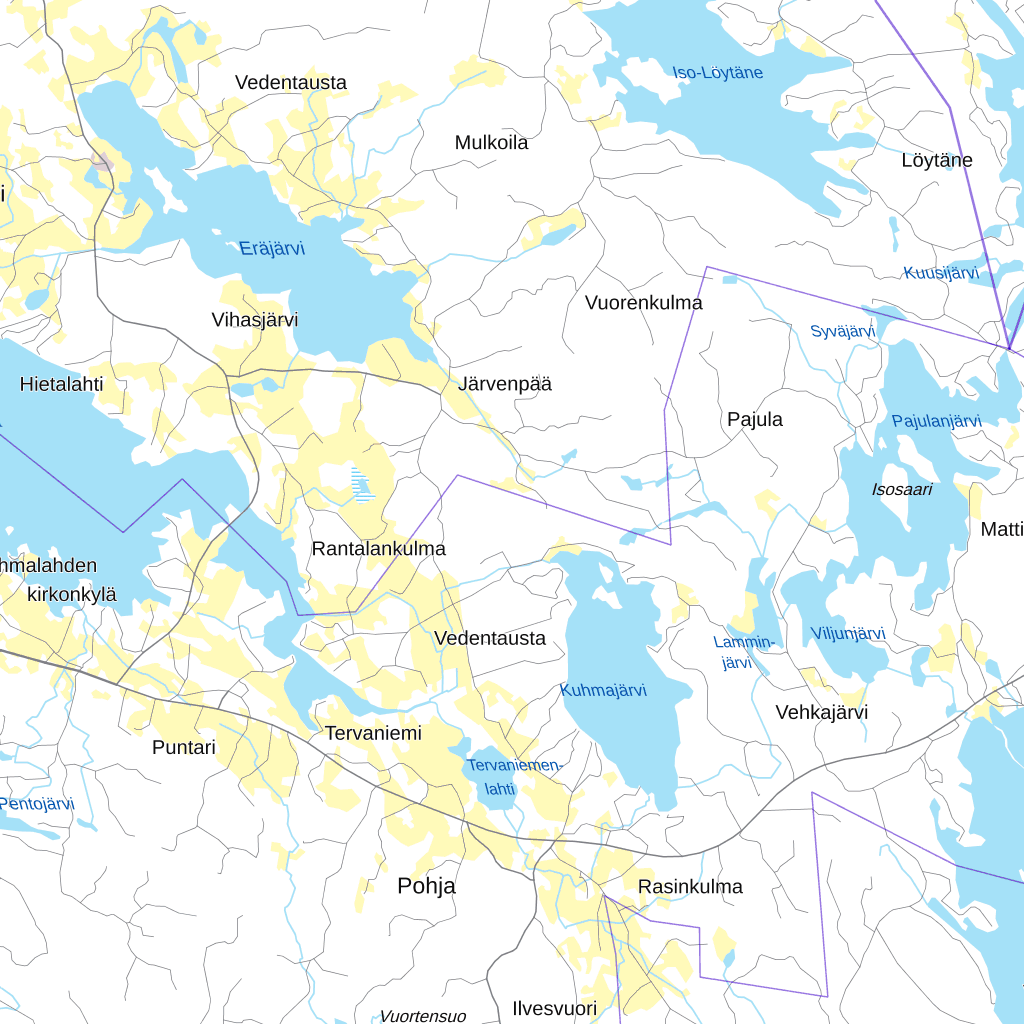 Iso-Löytäne
Vedentausta
Mulkoila
Löytäne
i
Eräjärvi
Kuusijärvi
Vuorenkulma
Vihasjärvi
Syväjärvi
Hietalahti
Järvenpää
Pajula
Pajulanjärvi
Isosaari
Matti
Rantalankulma
hmalahden
kirkonkylä
Vedentausta
Lammin-
järvi
Viljunjärvi
Kuhmajärvi
Vehkajärvi
Tervaniemi
Puntari
Tervaniemen-
lahti
Pentojärvi
Pohja
Rasinkulma
Ilvesvuori
Vuortensuo